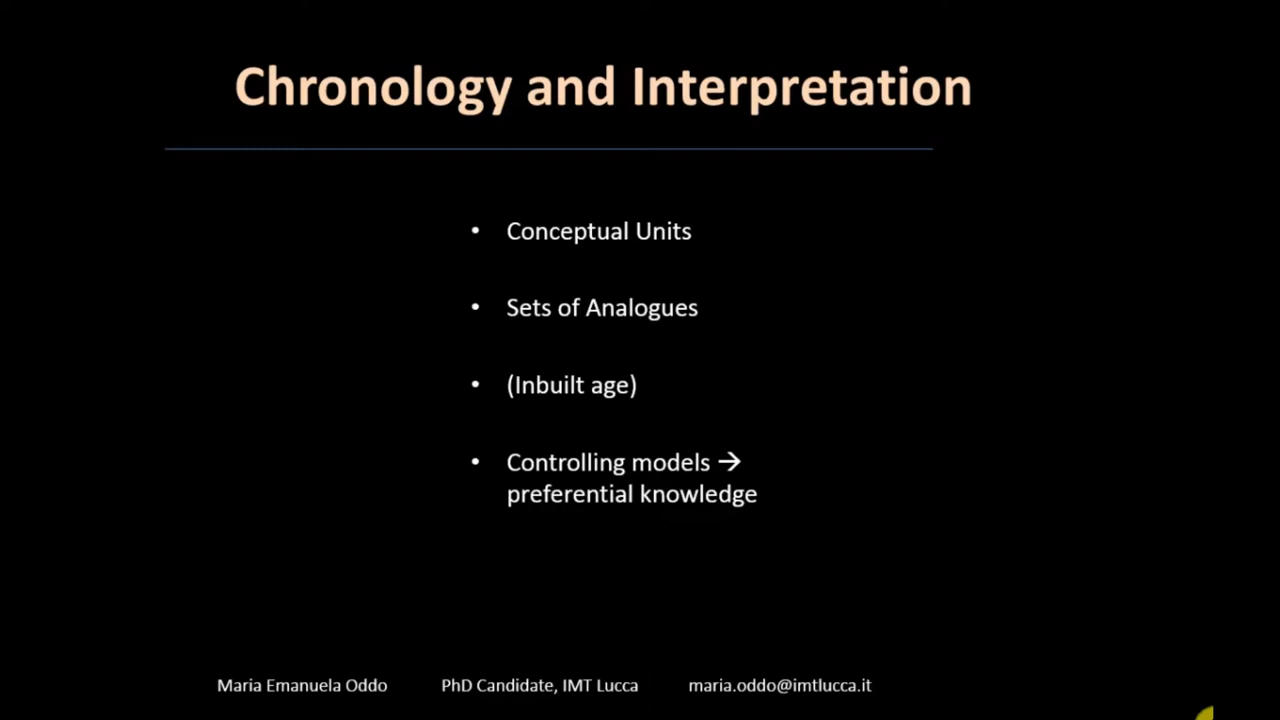 Chronology and Interpretation
• Conceptual Units
• Sets of Analogues
• (Inbuilt age)
• Controlling models →
preferential knowledge
Maria Emanuela Oddo PhD Candidate, IMT Lucca maria.oddo@imtlucca.it